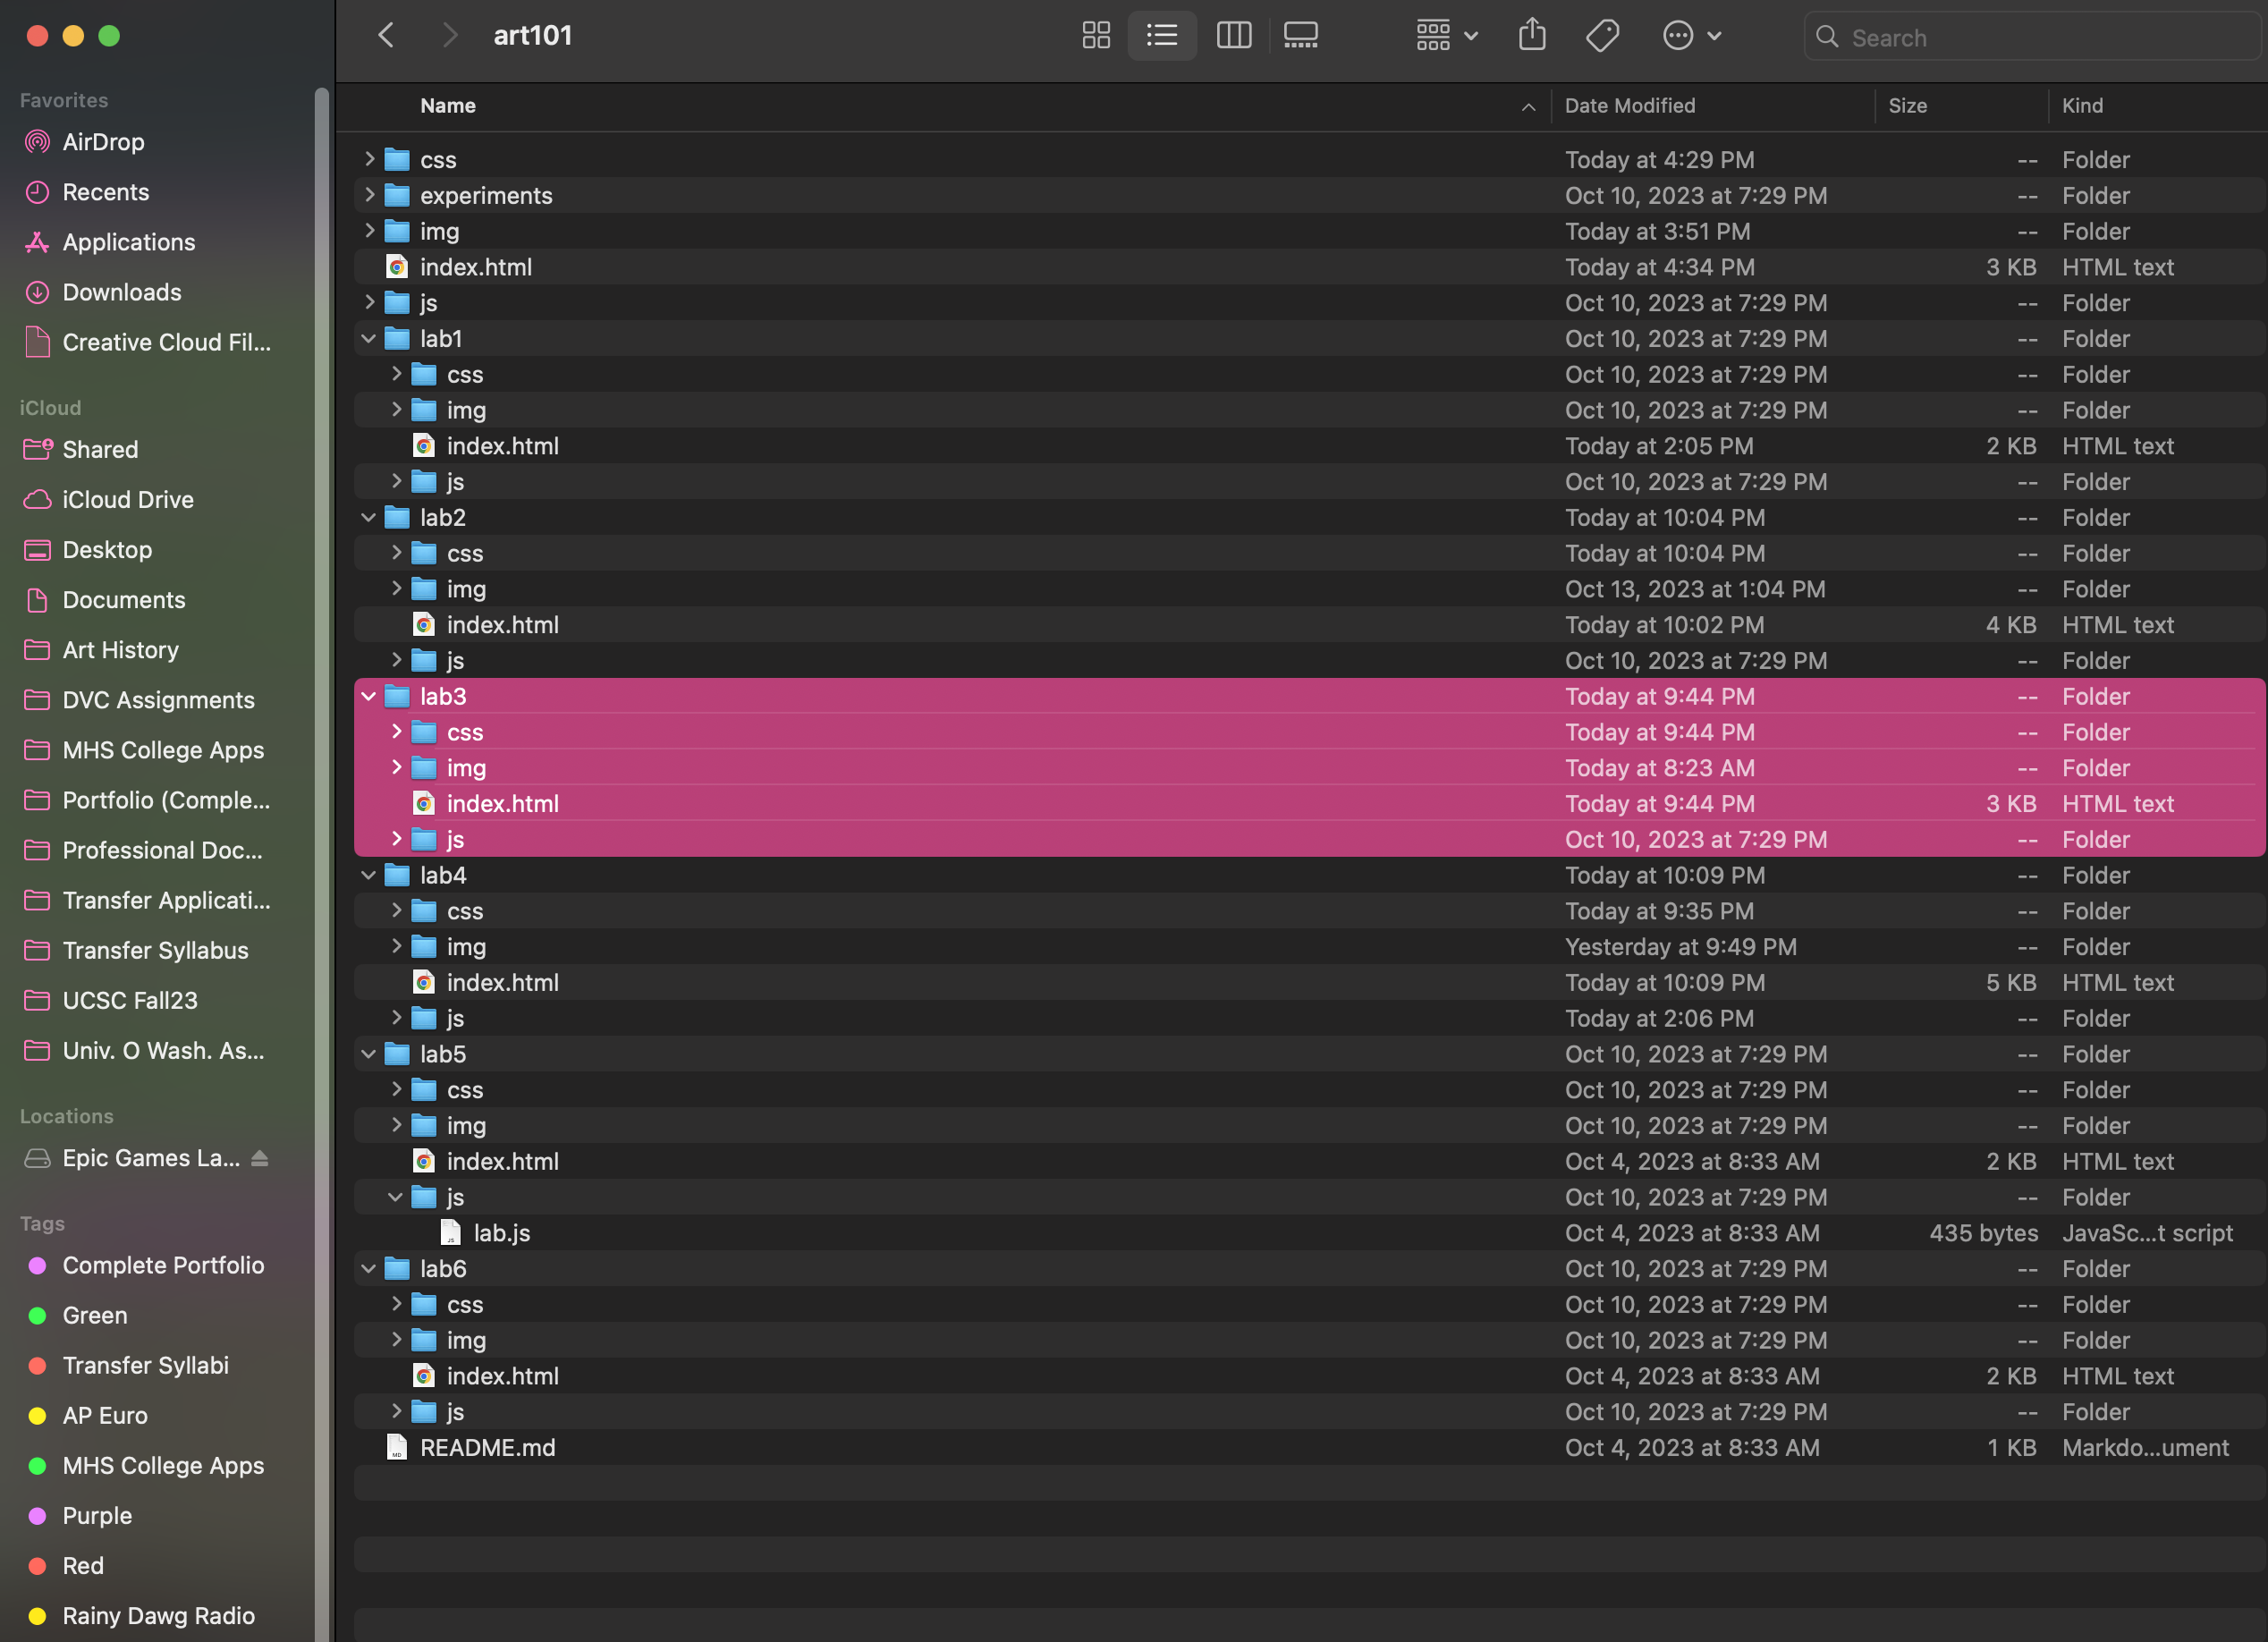 art101
Search
Favorites
AirDrop
Recents
Applications
Downloads
Creative Cloud Fil...
iCloud
Shared
iCloud Drive
Desktop
Documents
Art History
DVC Assignments
MHS College Apps
Portfolio (Comple...
Professional Doc...
Transfer Applicati...
Transfer Syllabus
UCSC Fall23
Univ. O Wash. As...
Locations
Epic Games La...
Tags
Complete Portfolio
Green
Transfer Syllabi
AP Euro
MHS College Apps
Purple
Red
Rainy Dawg Radio
Name Date Modified Size Kind
css Today at 4:29 PM -- Folder
experiments Oct 10, 2023 at 7:29 PM -- Folder
img Today at 3:51 PM -- Folder
index.html Today at 4:34 PM 3 KB HTML text
js Oct 10, 2023 at 7:29 PM -- Folder
lab1 Oct 10, 2023 at 7:29 PM -- Folder
css Oct 10, 2023 at 7:29 PM -- Folder
img Oct 10, 2023 at 7:29 PM -- Folder
index.html Today at 2:05 PM 2 KB HTML text
js Oct 10, 2023 at 7:29 PM -- Folder
lab2 Today at 10:04 PM -- Folder
css Today at 10:04 PM -- Folder
img Oct 13, 2023 at 1:04 PM -- Folder
index.html Today at 10:02 PM 4 KB HTML text
js Oct 10, 2023 at 7:29 PM -- Folder
lab3 Today at 9:44 PM -- Folder
css Today at 9:44 PM -- Folder
img Today at 8:23 AM -- Folder
index.html Today at 9:44 PM 3 KB HTML text
js Oct 10, 2023 at 7:29 PM -- Folder
lab4 Today at 10:09 PM -- Folder
css Today at 9:35 PM -- Folder
img Yesterday at 9:49 PM -- Folder
index.html Today at 10:09 PM 5 KB HTML text
js Today at 2:06 PM -- Folder
lab5 Oct 10, 2023 at 7:29 PM -- Folder
css Oct 10, 2023 at 7:29 PM -- Folder
img Oct 10, 2023 at 7:29 PM -- Folder
index.html Oct 4, 2023 at 8:33 AM 2 KB HTML text
js Oct 10, 2023 at 7:29 PM -- Folder
lab.js Oct 4, 2023 at 8:33 AM 435 bytes JavaSc...t script
lab6 Oct 10, 2023 at 7:29 PM -- Folder
css Oct 10, 2023 at 7:29 PM -- Folder
img Oct 10, 2023 at 7:29 PM -- Folder
index.html Oct 4, 2023 at 8:33 AM 2 KB HTML text
js Oct 10, 2023 at 7:29 PM -- Folder
README.md Oct 4, 2023 at 8:33 AM 1 KB Markdo...ument